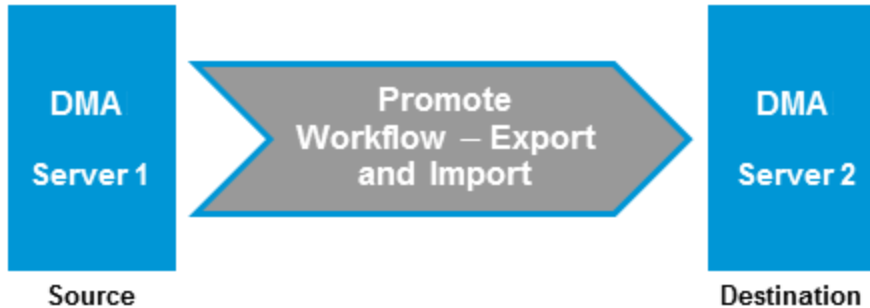 DMA
Server 1
Source
Promote
Workflow – Export
and Import
DMA
Server 2
Destination